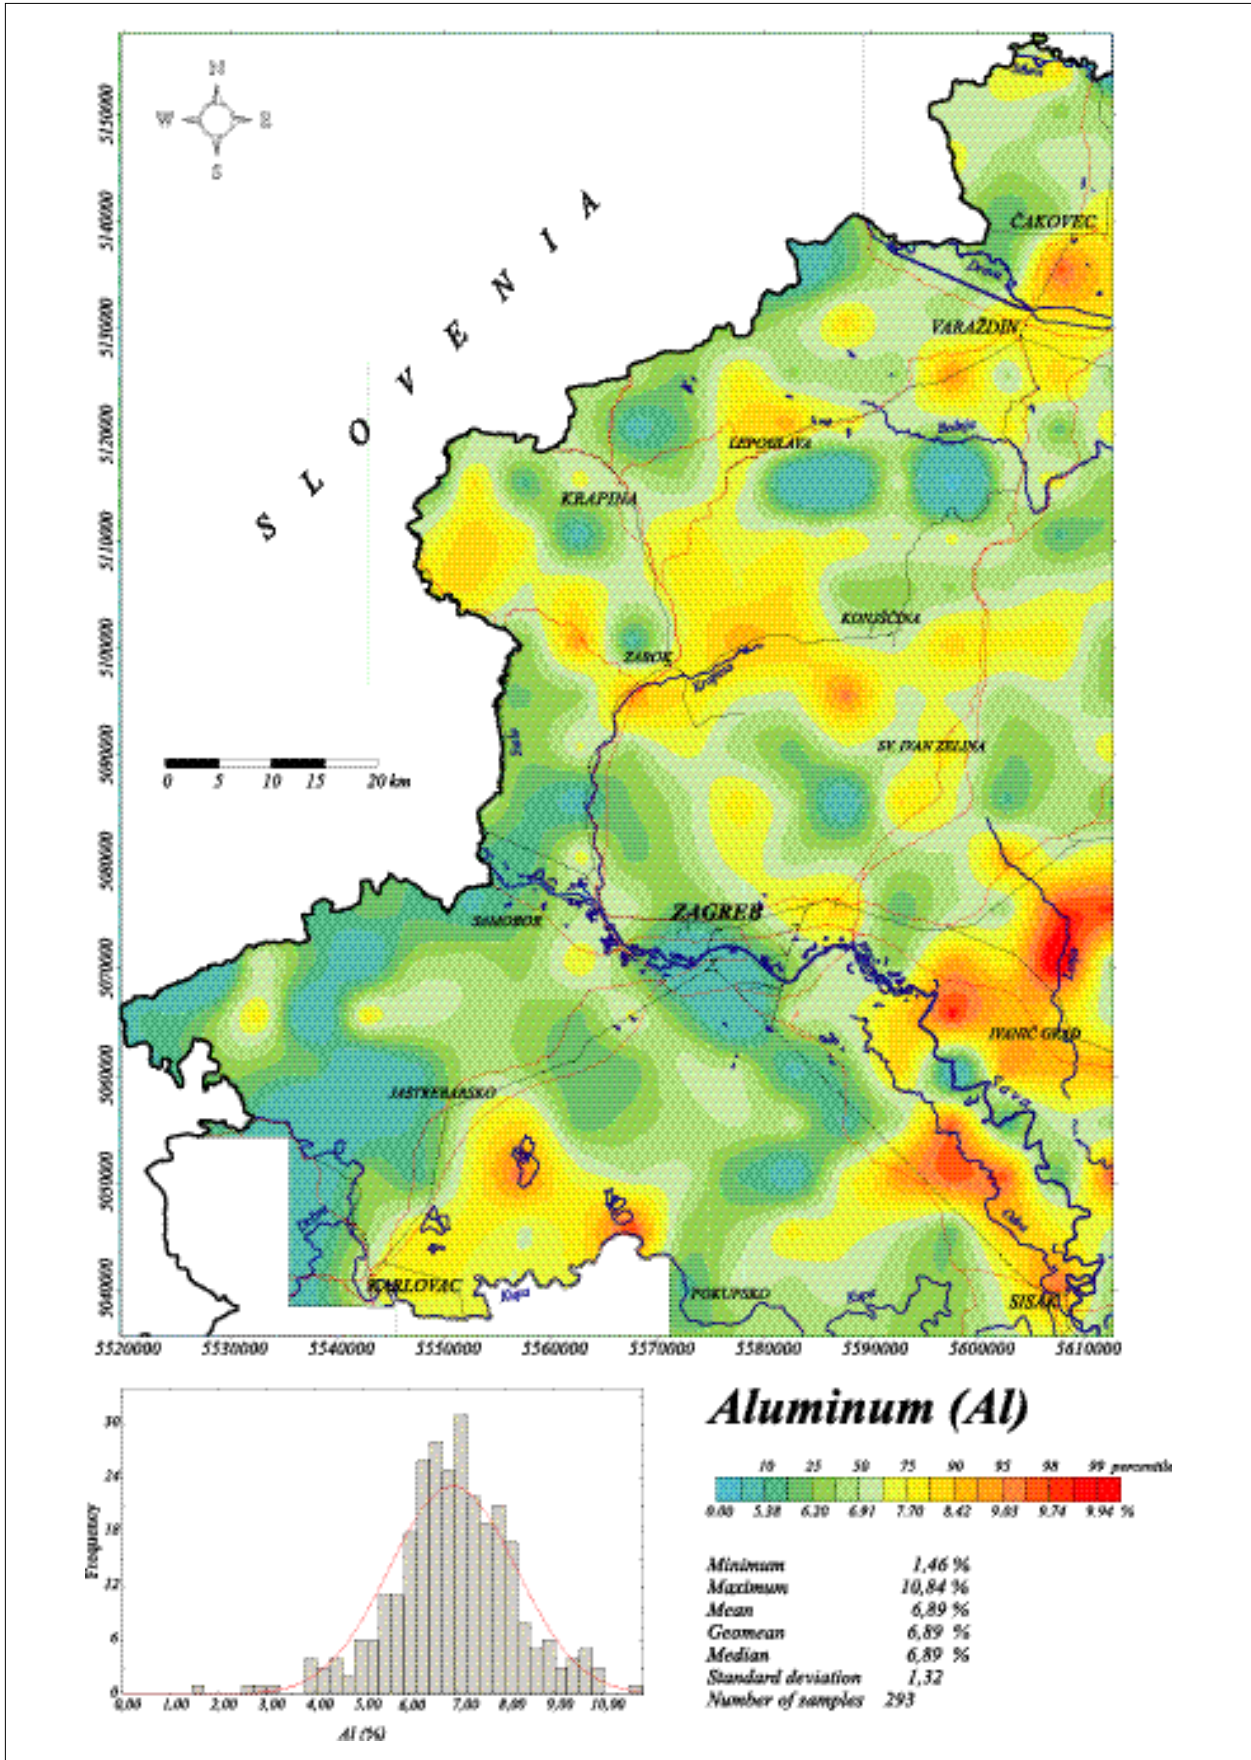 N
W E
S
SLOVENIA
ČAKOVEC
Drava
VARAŽDIN
Bednja
LEPOGLAVA
KRAPINA
KONJŠČINA
ZABOK
Krapina
SV. IVAN ZELINA
Sutla
0 5 10 15 20 km
ZAGREB
SAMOBOR
Lonja
IVANIĆ GRAD
Sava
JASTREBARSKO
Odra
KARLOVAC
Kupa
POKUPSKO
Kupa
SISAK
5150000
5140000
5130000
5120000
5110000
5100000
5090000
5080000
5070000
5060000
5050000
5040000
5520000 5530000 5540000 5550000 5560000 5570000 5580000 5590000 5600000 5610000
Aluminum (Al)
10 25 50 75 90 95 98 99 percentile
0.00 5.38 6.20 6.91 7.70 8.42 9.03 9.74 9.94 %
Minimum 1,46 %
Maximum 10,84 %
Mean 6,89 %
Geomean 6,89 %
Median 6,89 %
Standard deviation 1,32
Number of samples 293
Frequency
30
24
18
12
6
0
0,00 1,00 2,00 3,00 4,00 5,00 6,00 7,00 8,00 9,00 10,00
Al (%)